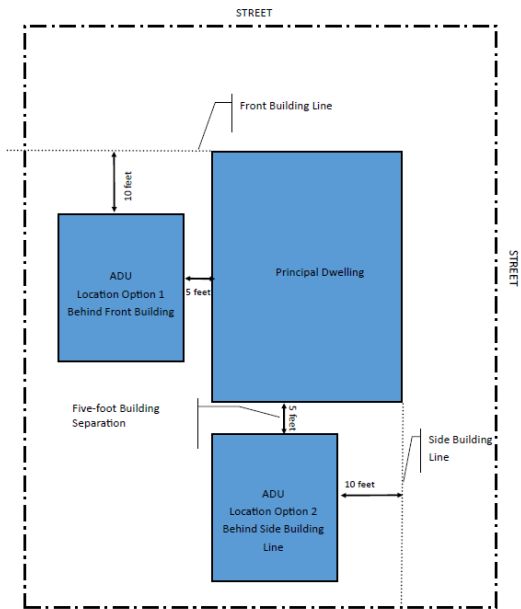 STREET
Front Building Line
10 feet
ADU
Location Option 1
Behind Front Building
5 feet
Principal Dwelling
STREET
Five-foot Building
Separation
5 feet
Side Building
Line
ADU
Location Option 2
Behind Side Building
Line
10 feet